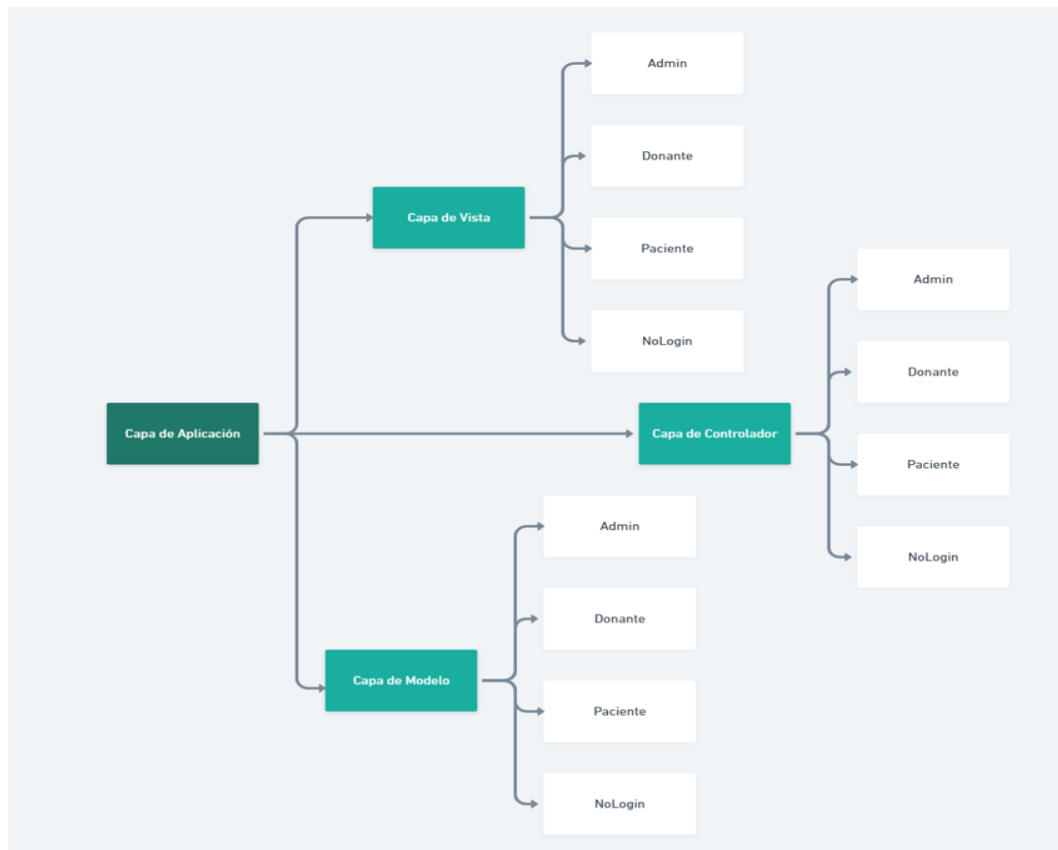 Admin
Donante
Capa de Vista
Paciente
NoLogin
Capa de Aplicación
Capa de Controlador
Admin
Donante
Paciente
NoLogin
Admin
Donante
Capa de Modelo
Paciente
NoLogin